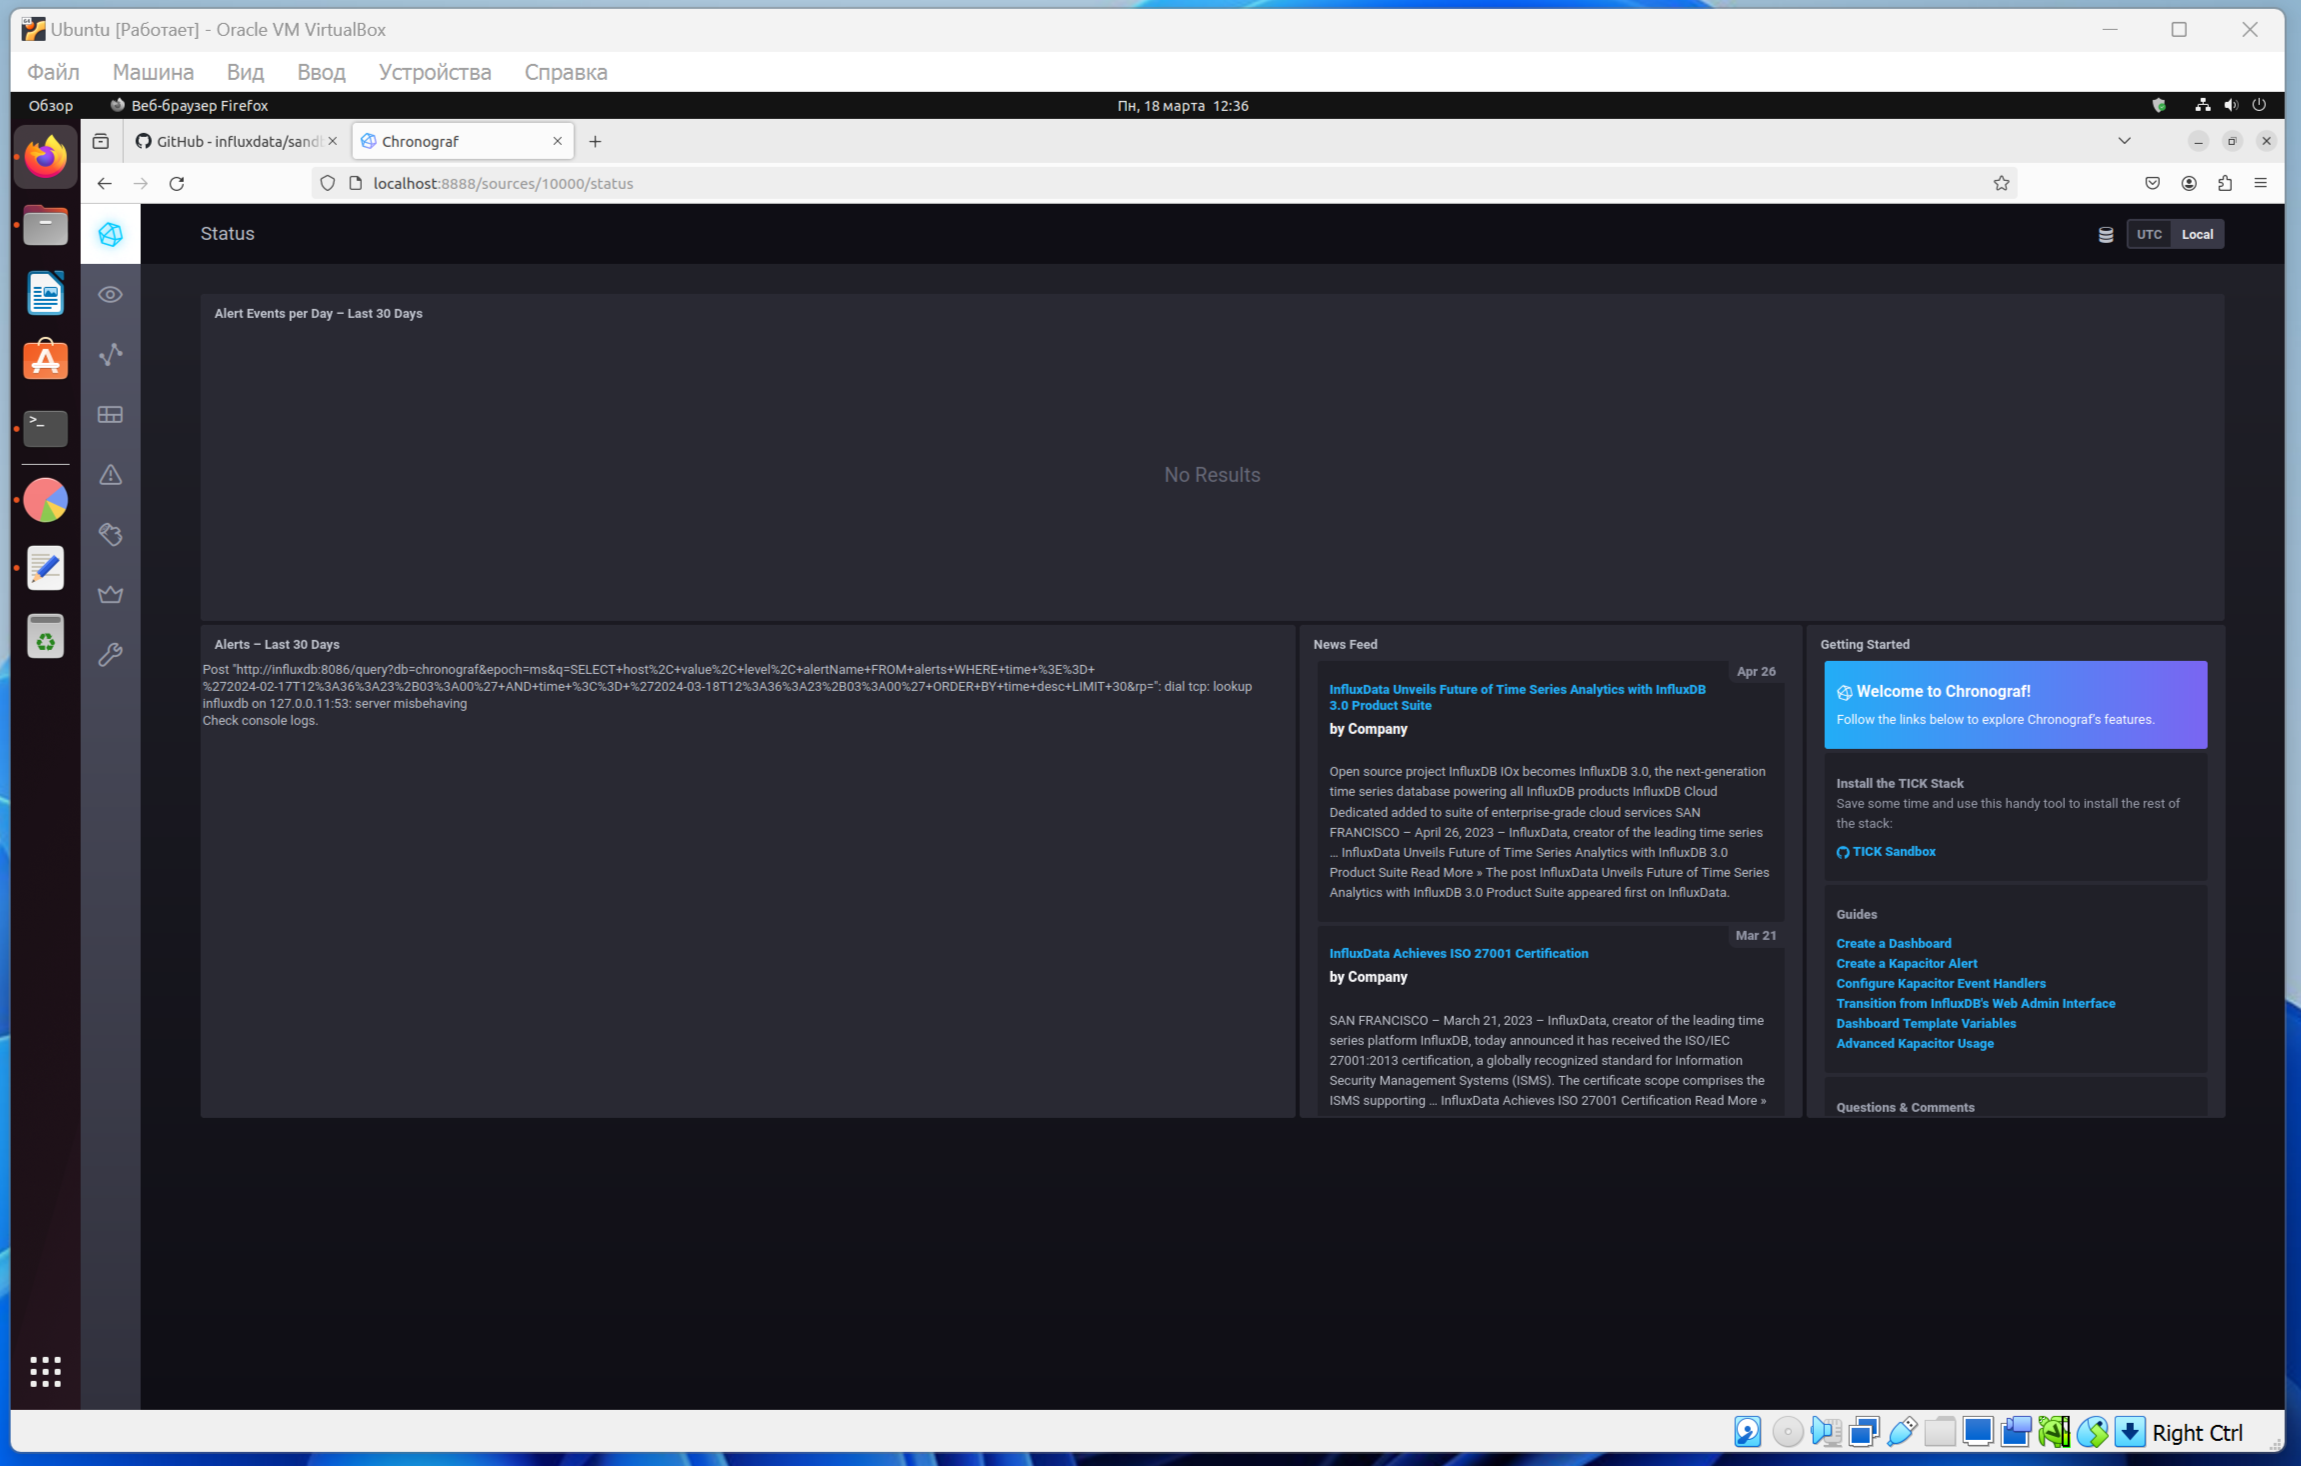 Ubuntu [Работает] - Oracle VM VirtualBox
Файл Машина Вид Ввод Устройства Справка
Обзор Веб-браузер Firefox Пн, 18 марта 12:36
GitHub - influxdata/sand Chronograf
localhost:8888/sources/10000/status
Status UTC Local
Alert Events per Day – Last 30 Days
No Results
Alerts – Last 30 Days
Post "http://influxdb:8086/query?db=chronograf&epoch=ms&q=SELECT+host%2C+value%2C+level%2C+alertName+FROM+alerts+WHERE+time+%3E%3D+
%272024-02-17T12%3A36%3A23%2B03%3A00%27+AND+time+%3C%3D+%272024-03-18T12%3A36%3A23%2B03%3A00%27+ORDER+BY+time+desc+LIMIT+30&rp=": dial tcp: lookup
influxdb on 127.0.0.11:53: server misbehaving
Check console logs.
News Feed
Apr 26
InfluxData Unveils Future of Time Series Analytics with InfluxDB
3.0 Product Suite
by Company
Open source project InfluxDB IOx becomes InfluxDB 3.0, the next-generation
time series database powering all InfluxDB products InfluxDB Cloud
Dedicated added to suite of enterprise-grade cloud services SAN
FRANCISCO – April 26, 2023 – InfluxData, creator of the leading time series
... InfluxData Unveils Future of Time Series Analytics with InfluxDB 3.0
Product Suite Read More » The post InfluxData Unveils Future of Time Series
Analytics with InfluxDB 3.0 Product Suite appeared first on InfluxData.
Mar 21
InfluxData Achieves ISO 27001 Certification
by Company
SAN FRANCISCO – March 21, 2023 – InfluxData, creator of the leading time
series platform InfluxDB, today announced it has received the ISO/IEC
27001:2013 certification, a globally recognized standard for Information
Security Management Systems (ISMS). The certificate scope comprises the
ISMS supporting ... InfluxData Achieves ISO 27001 Certification Read More »
Getting Started
Welcome to Chronograf!
Follow the links below to explore Chronograf's features.
Install the TICK Stack
Save some time and use this handy tool to install the rest of
the stack:
TICK Sandbox
Guides
Create a Dashboard
Create a Kapacitor Alert
Configure Kapacitor Event Handlers
Transition from InfluxDB's Web Admin Interface
Dashboard Template Variables
Advanced Kapacitor Usage
Questions & Comments
Right Ctrl